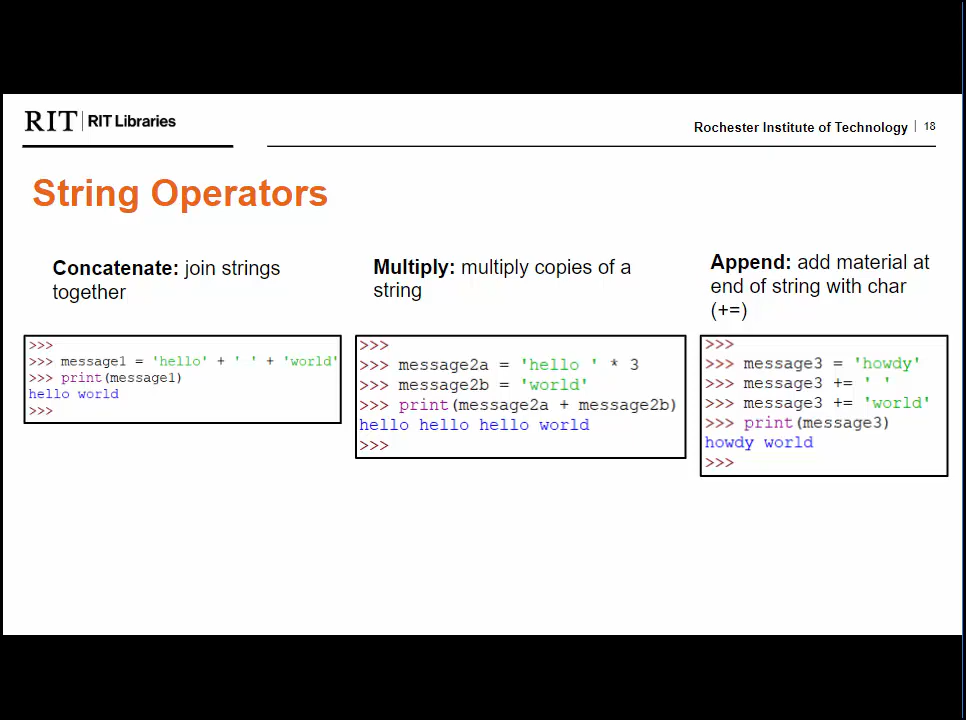 RIT | RIT Libraries
Rochester Institute of Technology | 18
String Operators
Concatenate: join strings
together
>>>
>>> message1 = 'hello' + ' ' + 'world'
>>> print(message1)
hello world
>>>
Multiply: multiply copies of a
string
>>>
>>> message2a = 'hello ' * 3
>>> message2b = 'world'
>>> print(message2a + message2b)
hello hello hello world
>>>
Append: add material at
end of string with char
(+=)
>>>
>>> message3 = 'howdy'
>>> message3 += ' '
>>> message3 += 'world'
>>> print(message3)
howdy world
>>>